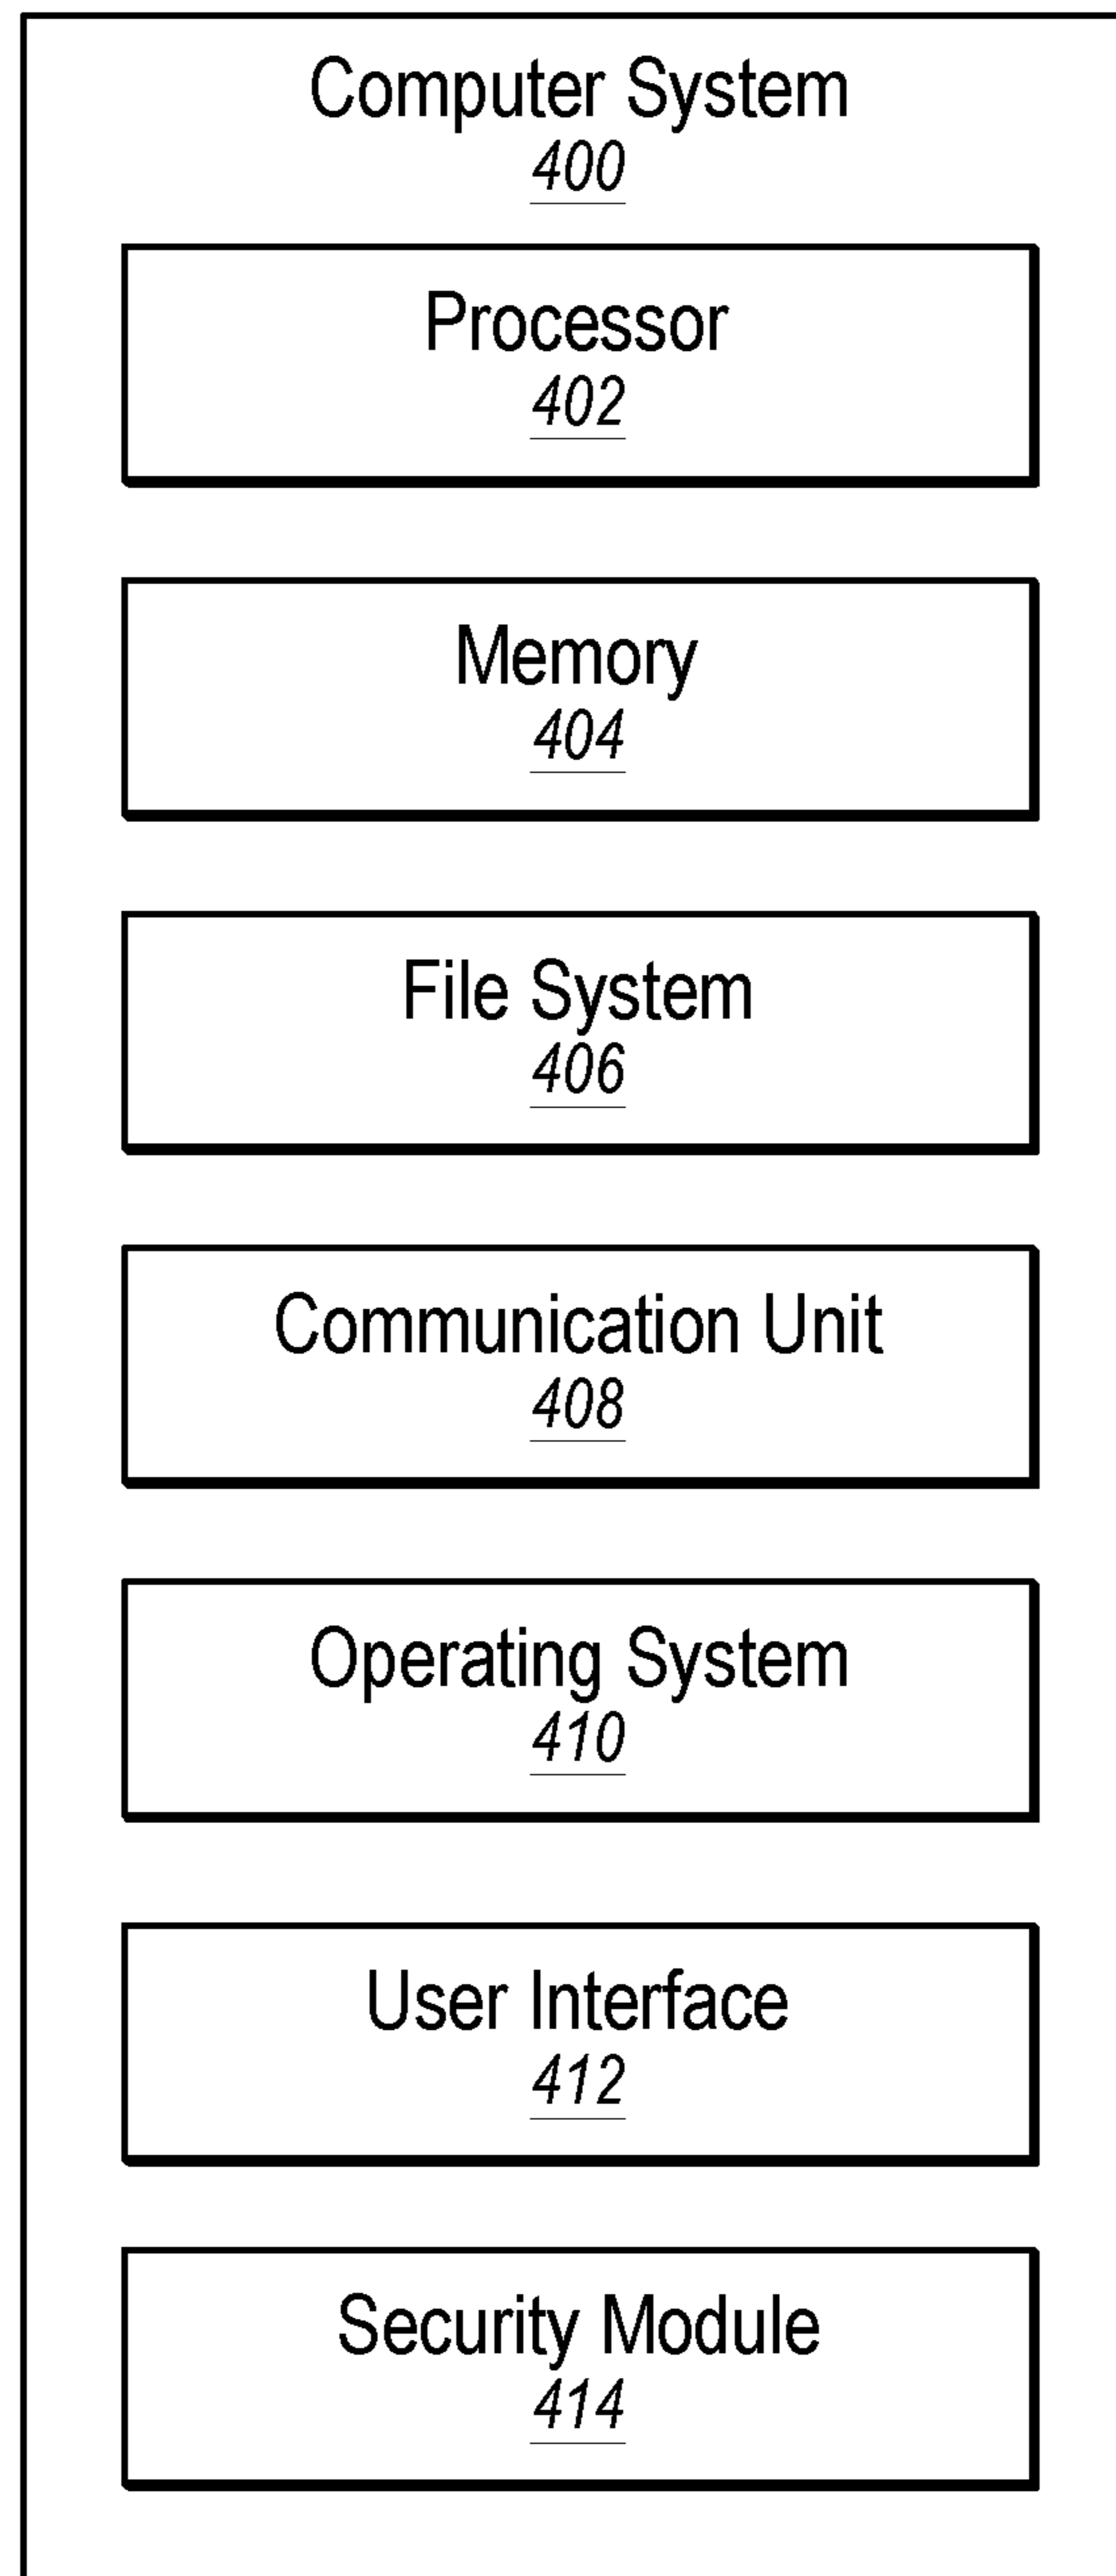 Computer System
400
Processor
402
Memory
404
File System
406
Communication Unit
408
Operating System
410
User Interface
412
Security Module
414